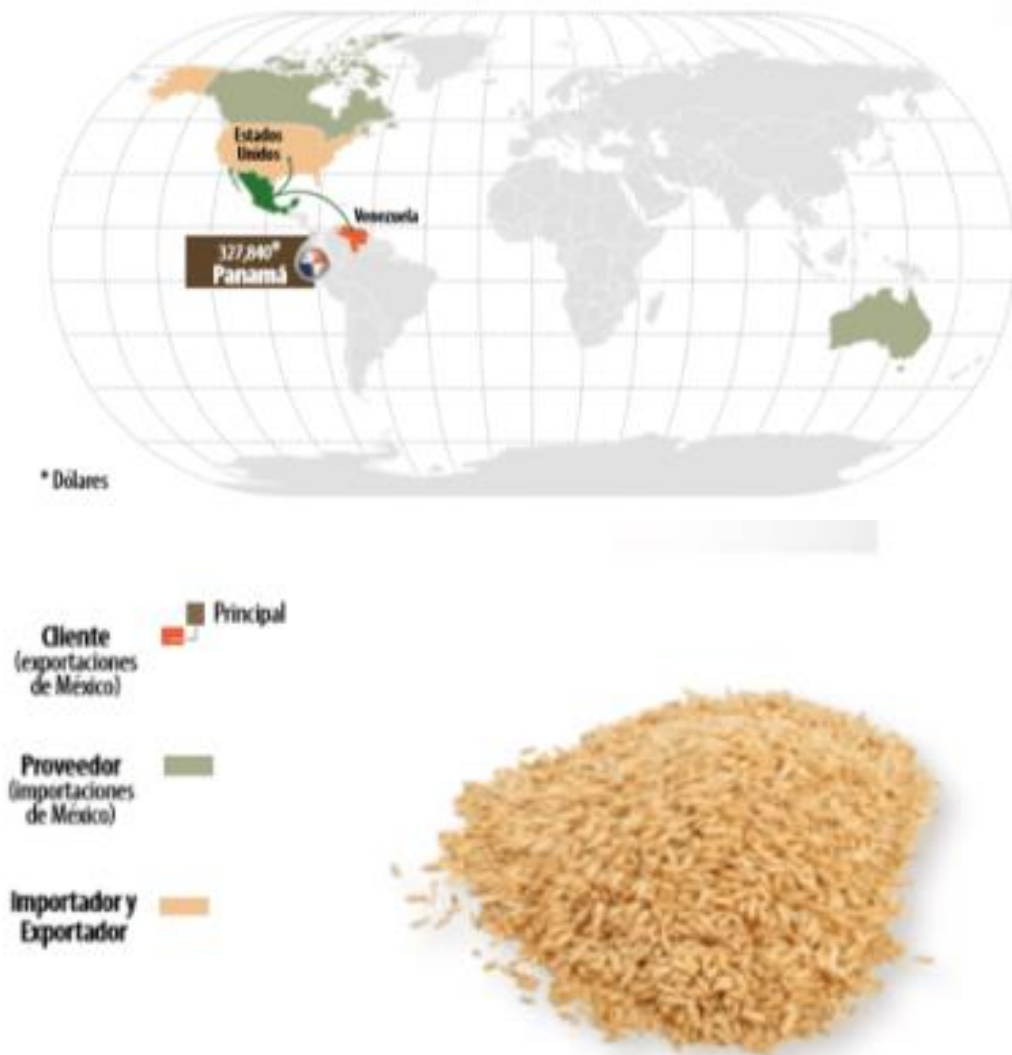 Estados
Unidos
Venezuela
327,840*
Panamá
* Dólares
Principal
Cliente
(exportaciones
de México)
Proveedor
(importaciones
de México)
Importador y
Exportador